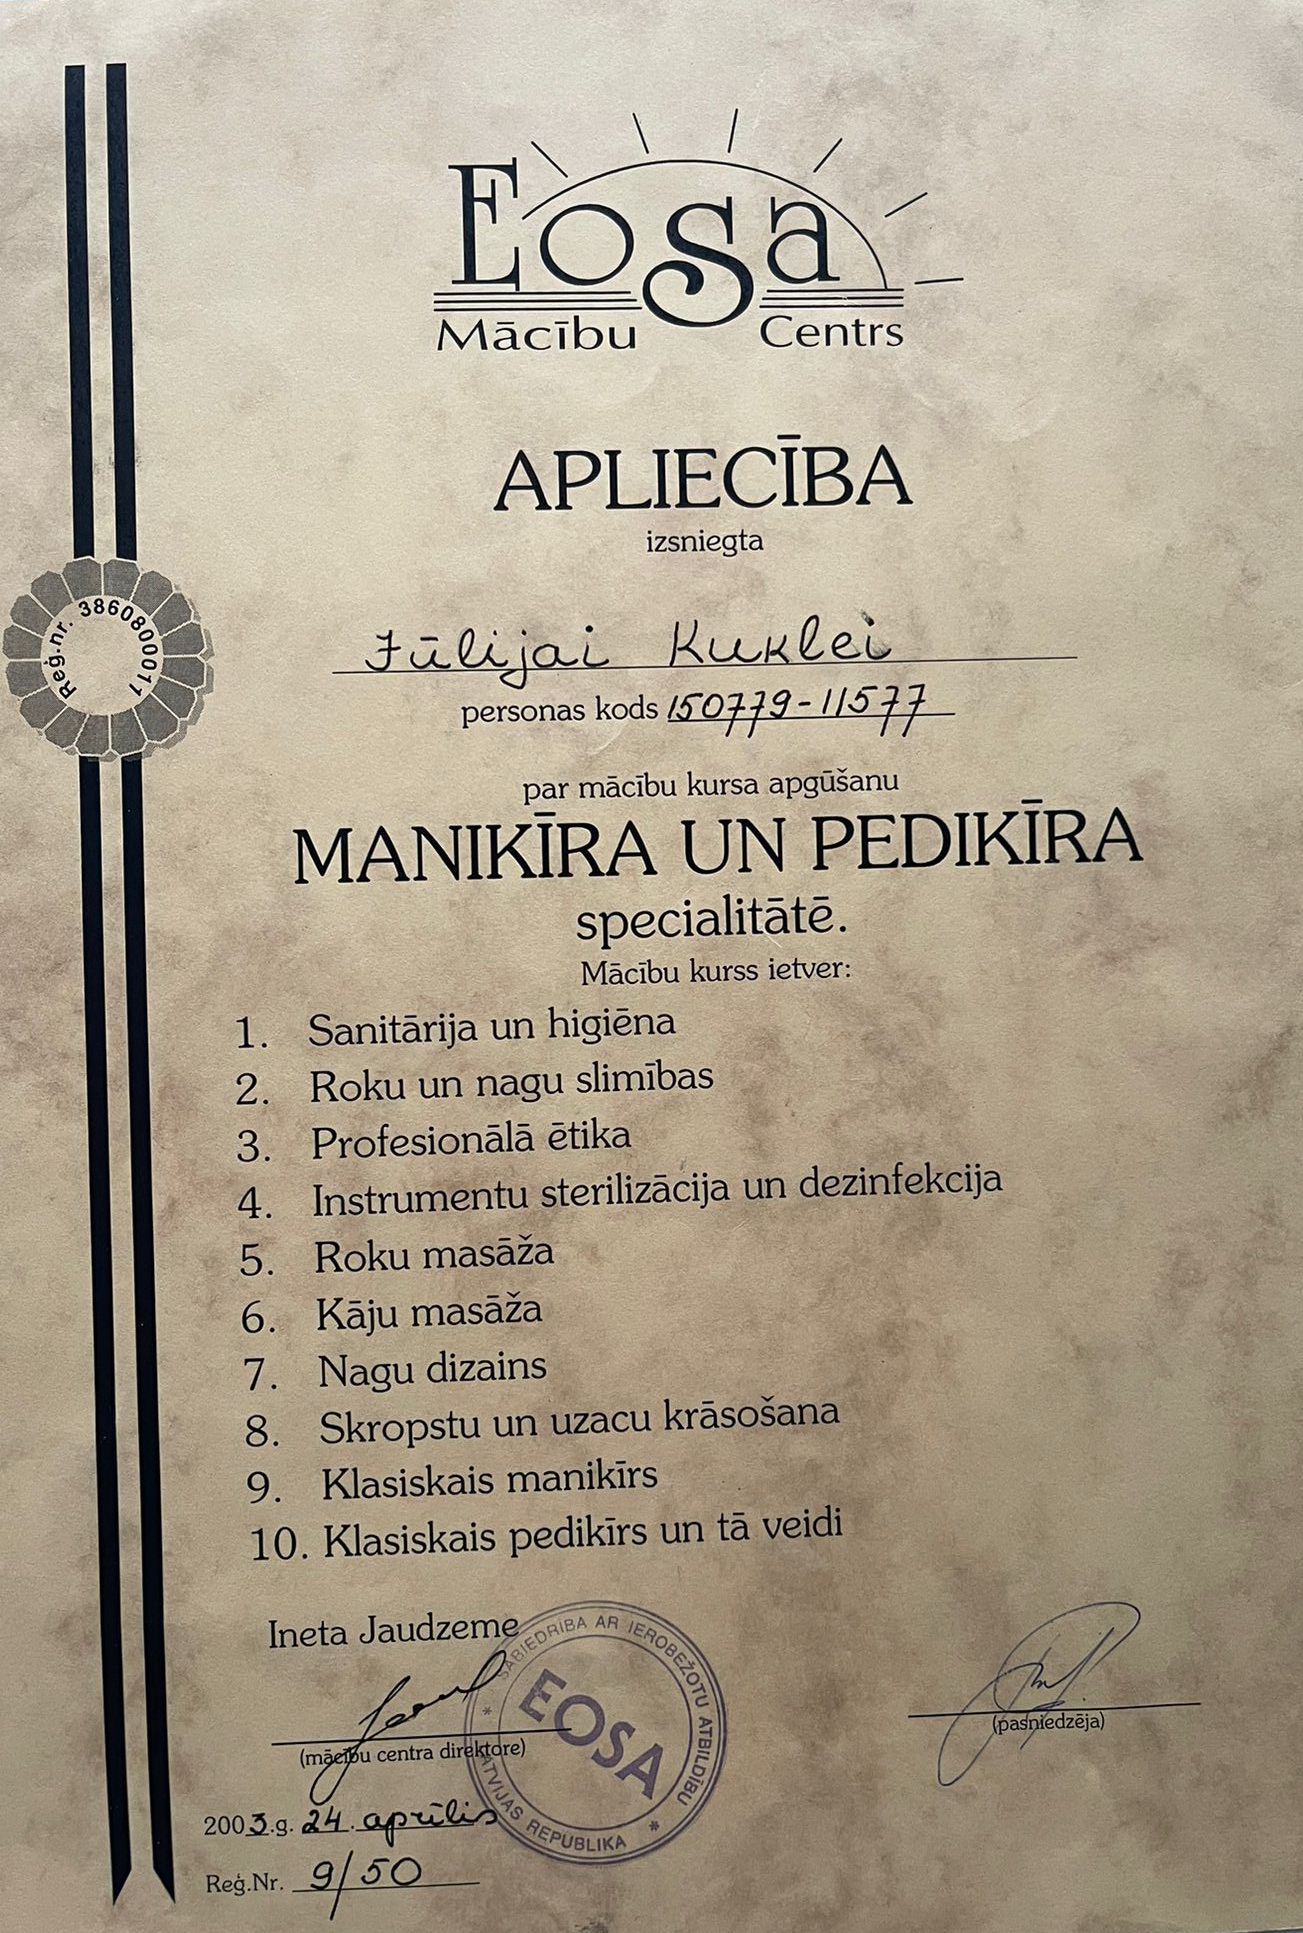 Eosa
Mācību Centrs
APLIECĪBA
izsniegta
Jūlijai Kuklei
personas kods 150779-11577
par mācību kursa apgūšanu
MANIKĪRA UN PEDIKĪRA
specialitātē.
Mācību kurss ietver:
1. Sanitārija un higiēna
2. Roku un nagu slimības
3. Profesionālā ētika
4. Instrumentu sterilizācija un dezinfekcija
5. Roku masāža
6. Kāju masāža
7. Nagu dizains
8. Skropstu un uzacu krāsošana
9. Klasiskais manikīrs
10. Klasiskais pedikīrs un tā veidi
Reģ.nr. 3860800011
Ineta Jaudzeme
(mācību centra direktore)
(pasniedzēja)
SABIEDRĪBA AR IEROBEŽOTU ATBILDĪBU
* LATVIJAS REPUBLIKA *
EOSA
2003.g. 24. aprīlis
Reģ.Nr. 9/50